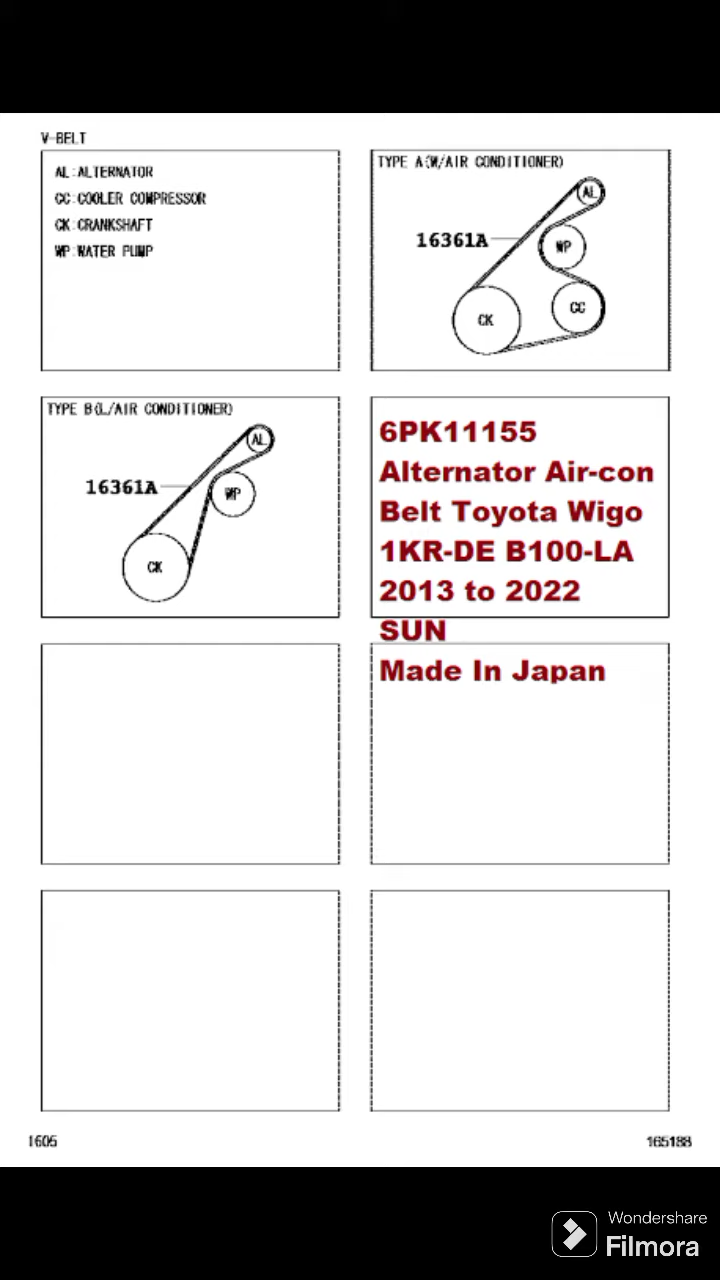 V-BELT
AL:ALTERNATOR
CC:COOLER COMPRESSOR
CK:CRANKSHAFT
WP:WATER PUMP
TYPE A(W/AIR CONDITIONER)
AL
16361A
WP
CC
CK
TYPE B(L/AIR CONDITIONER)
AL
16361A
WP
CK
6PK11155
Alternator Air-con
Belt Toyota Wigo
1KR-DE B100-LA
2013 to 2022
SUN
Made In Japan
1605
165188
Wondershare
Filmora